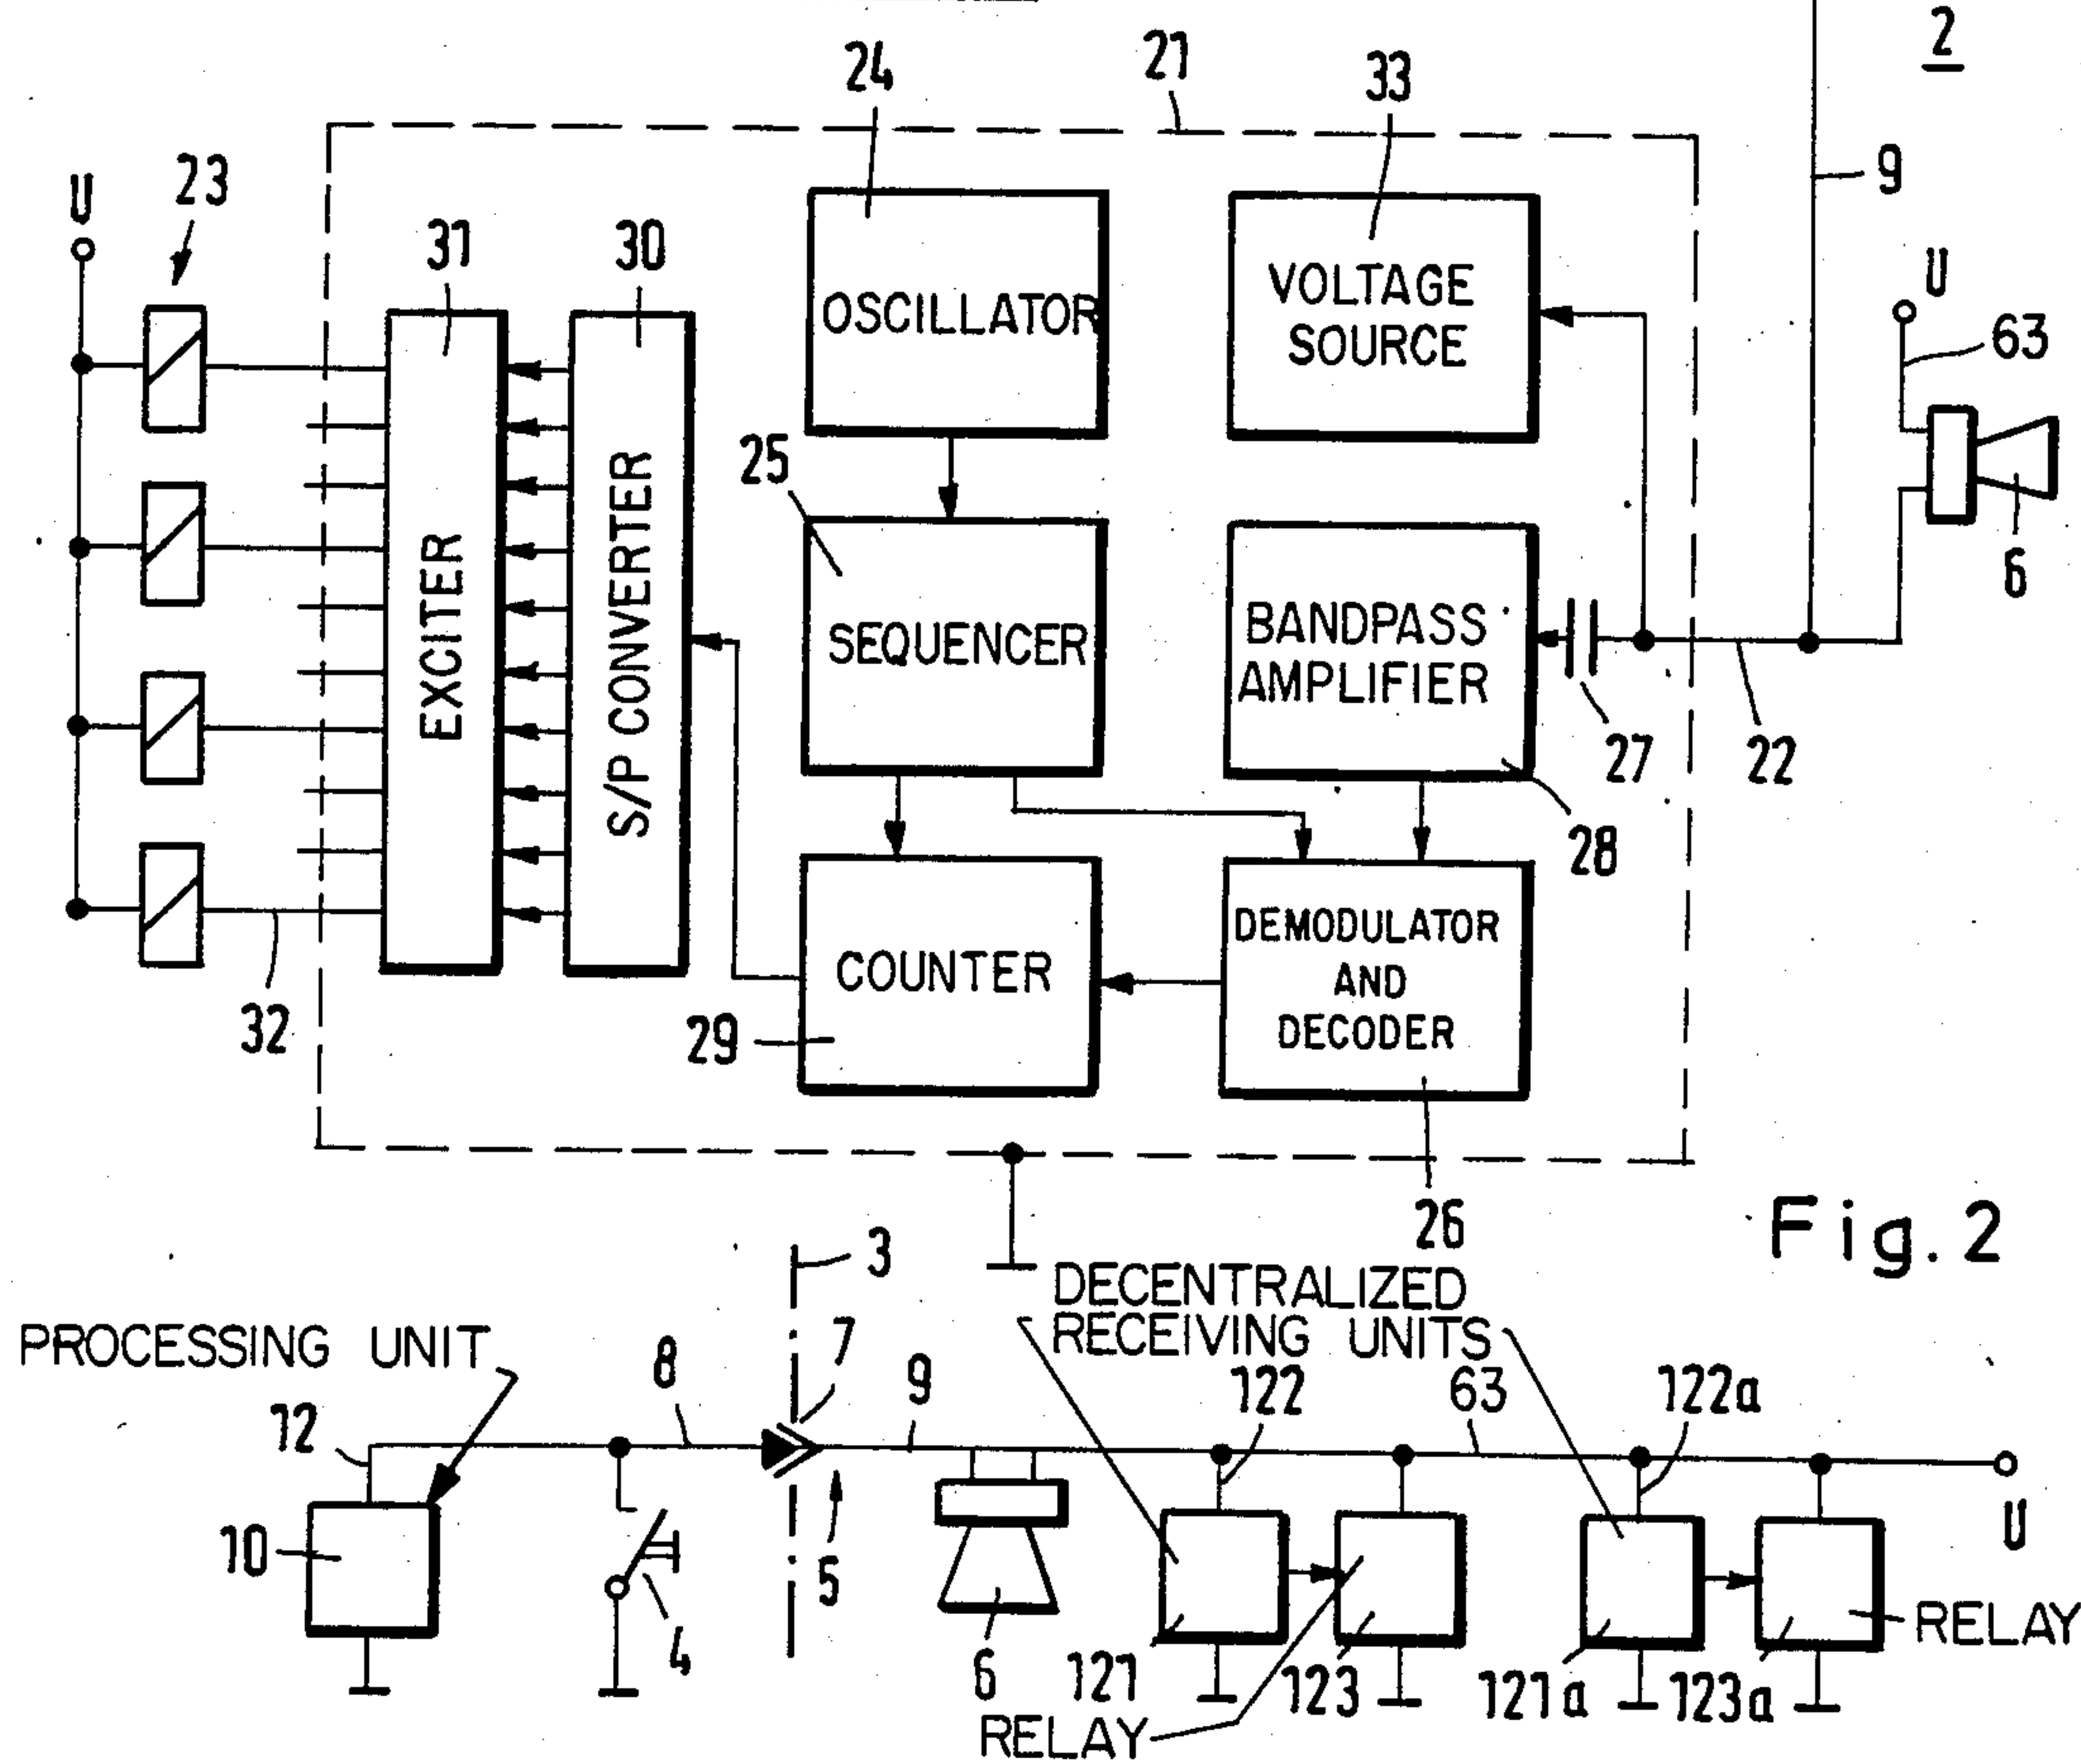 2
24
21
33
9
U
23
31
30
OSCILLATOR
VOLTAGE
SOURCE
U
63
25
EXCITER
S/P CONVERTER
SEQUENCER
BANDPASS
AMPLIFIER
6
27
22
28
COUNTER
DEMODULATOR
AND
DECODER
32
29
26
Fig. 2
3
DECENTRALIZED
RECEIVING UNITS
PROCESSING UNIT
7
8
9
122
63
122a
12
10
4
5
6
121
123
121a
123a
U
RELAY
RELAY